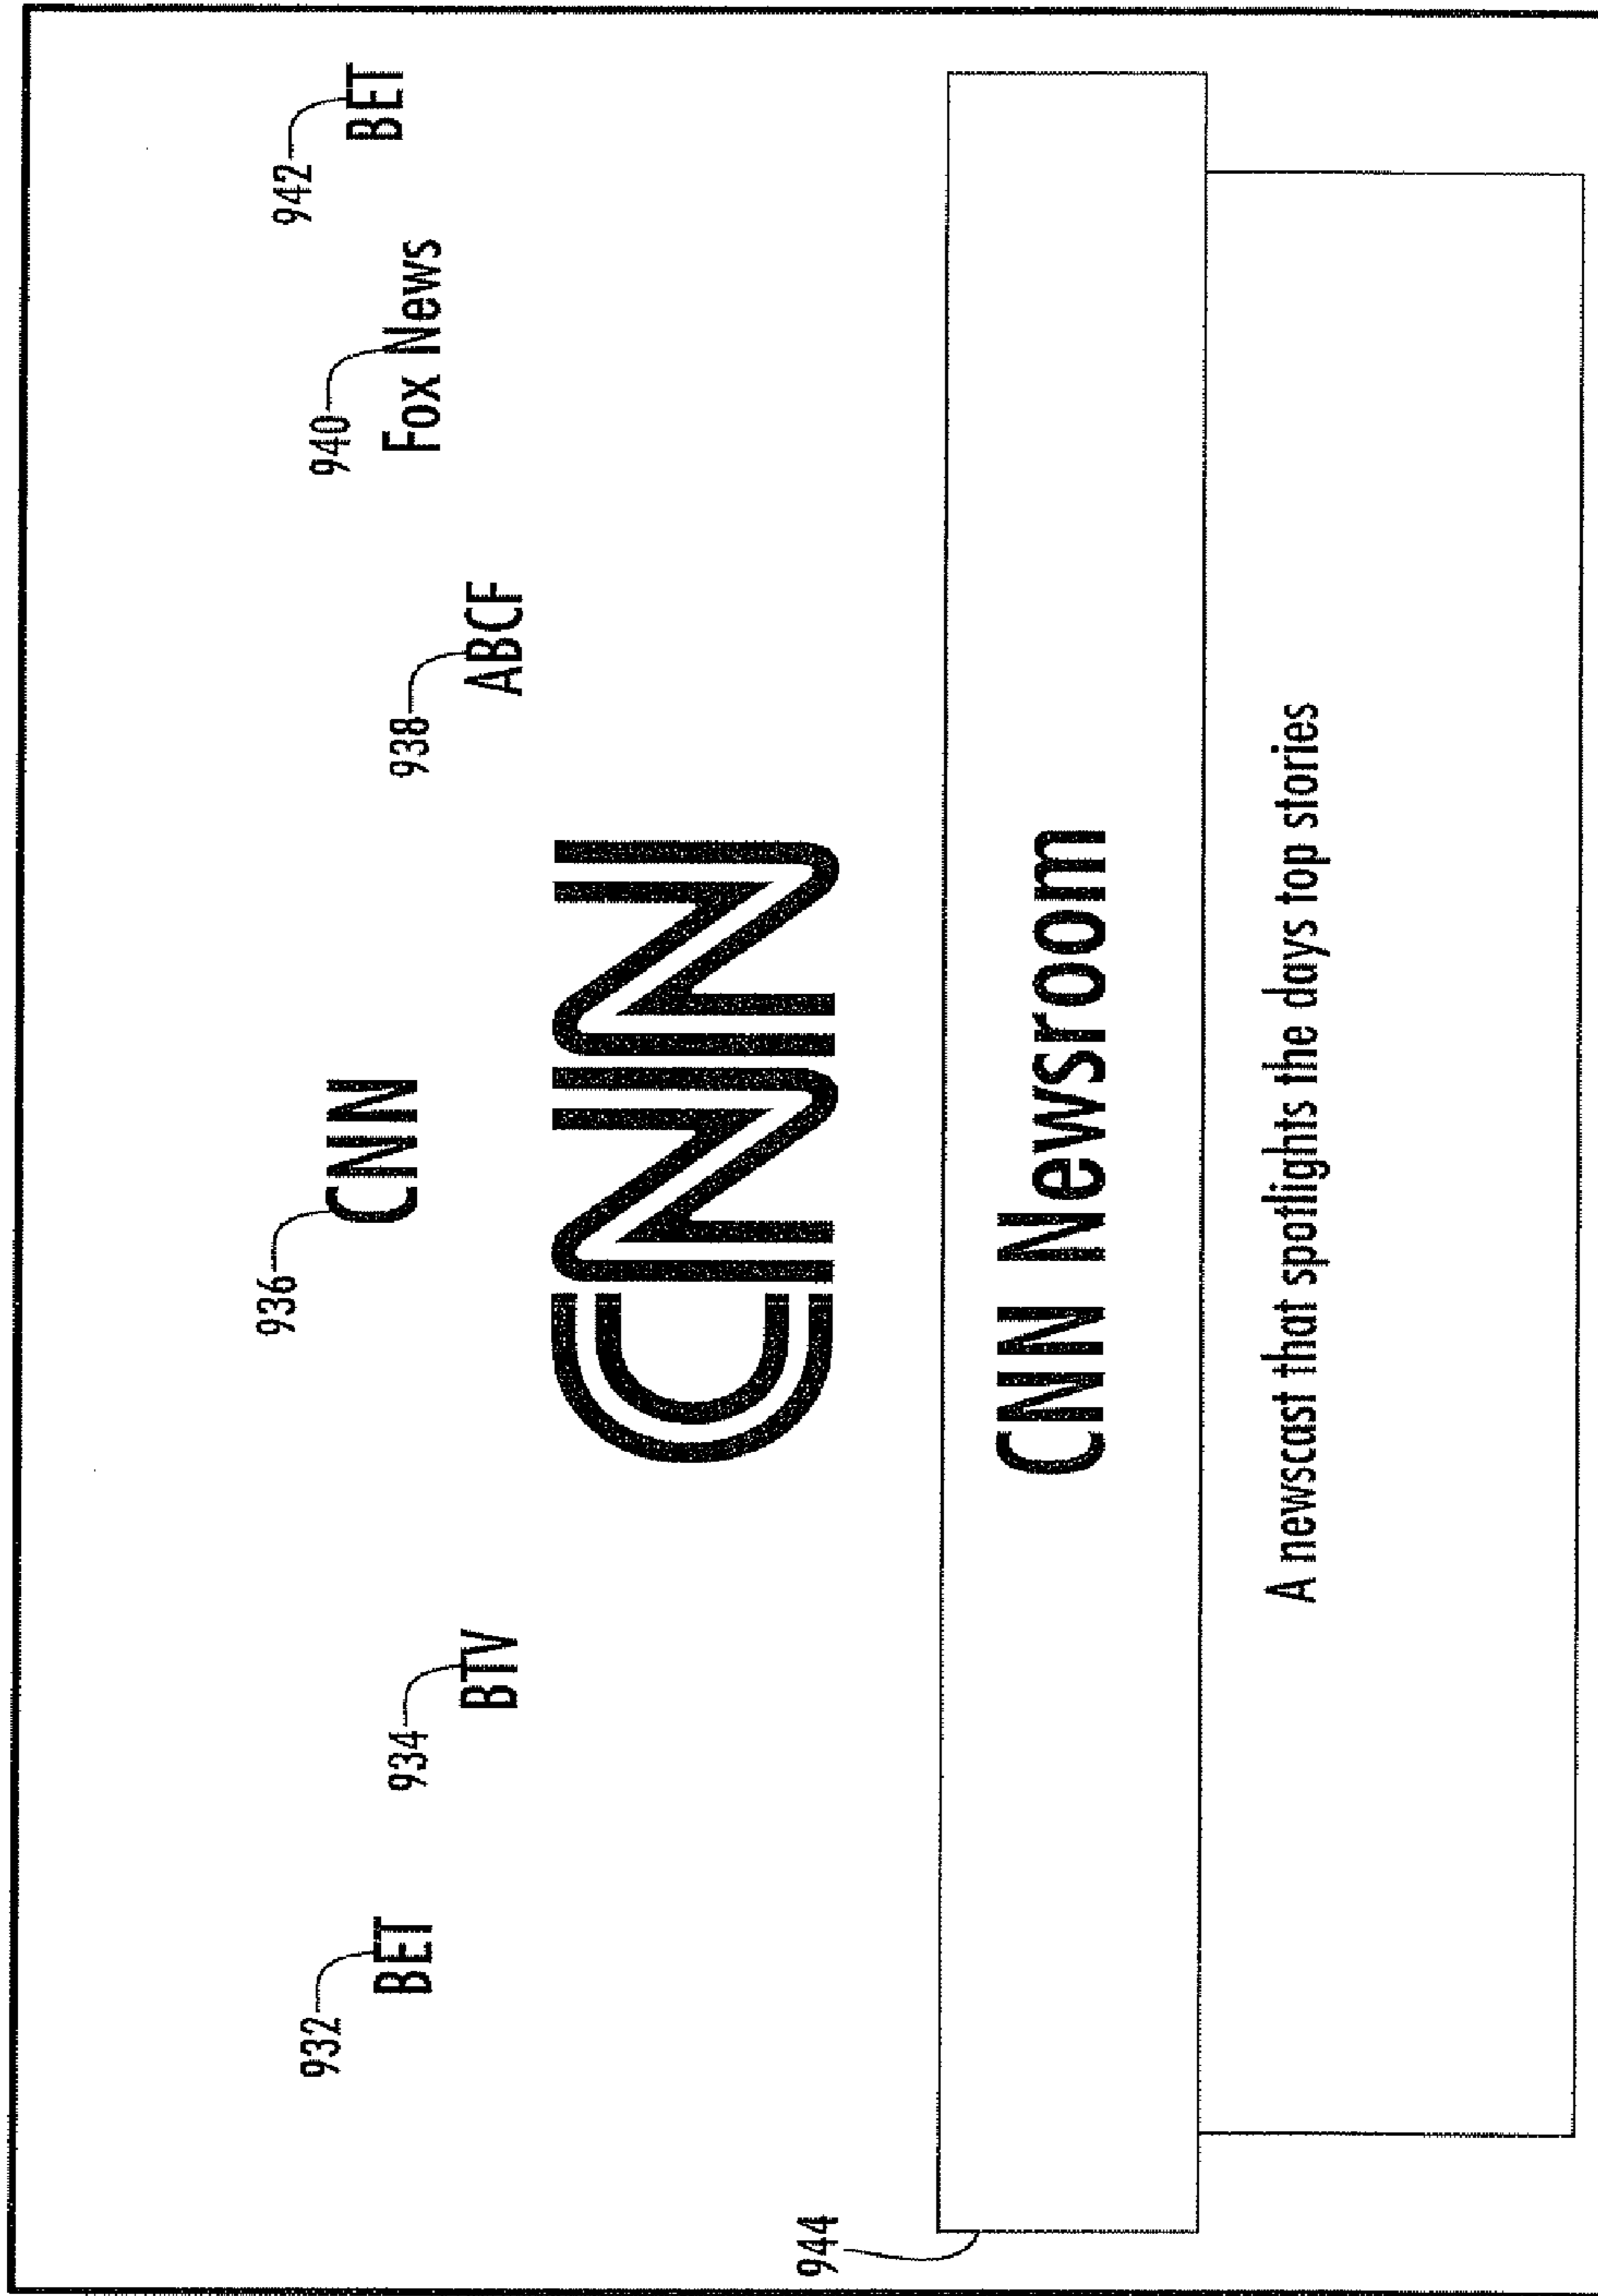 932
BET
934
BTV
936
CNN
938
ABCF
940
Fox News
942
BET
CNN
944
CNN Newsroom
A newscast that spotlights the days top stories